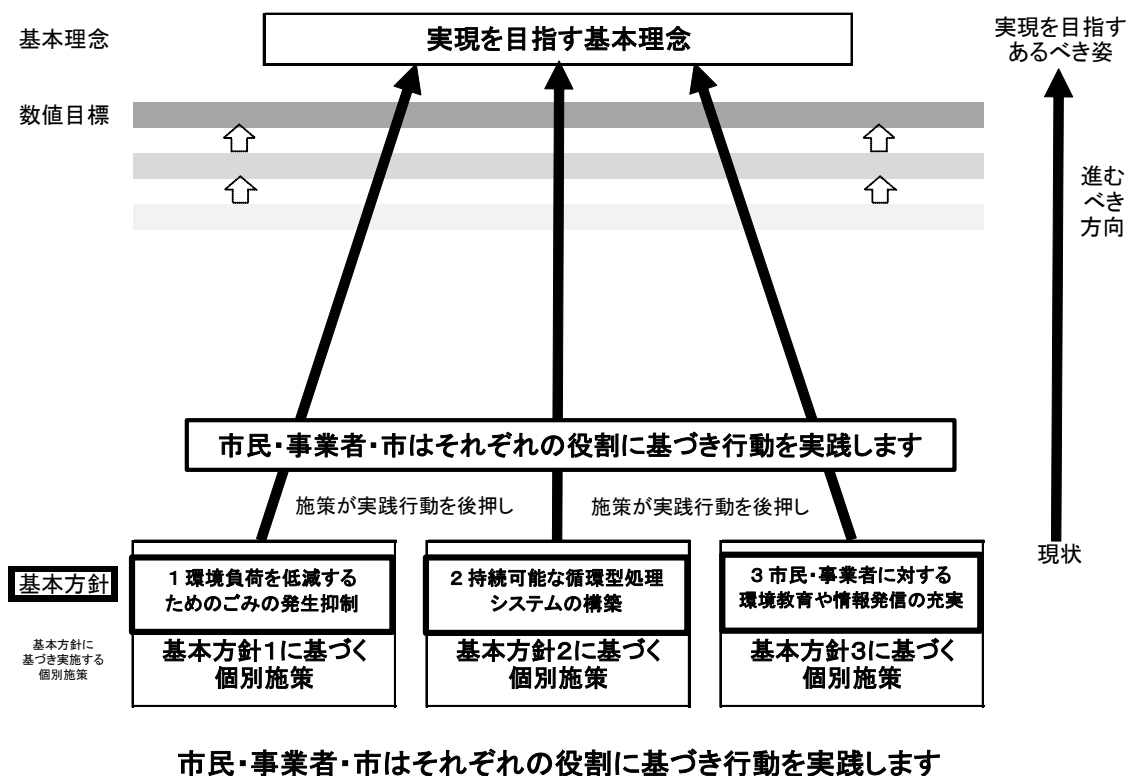 基本理念
実現を目指す基本理念
実現を目指す
あるべき姿
数値目標
進む
べき
方向
市民・事業者・市はそれぞれの役割に基づき行動を実践します
施策が実践行動を後押し
施策が実践行動を後押し
現状
基本方針
1 環境負荷を低減する
ためのごみの発生抑制
2 持続可能な循環型処理
システムの構築
3 市民・事業者に対する
環境教育や情報発信の充実
基本方針に
基づき実施する
個別施策
基本方針1に基づく
個別施策
基本方針2に基づく
個別施策
基本方針3に基づく
個別施策
市民・事業者・市はそれぞれの役割に基づき行動を実践します